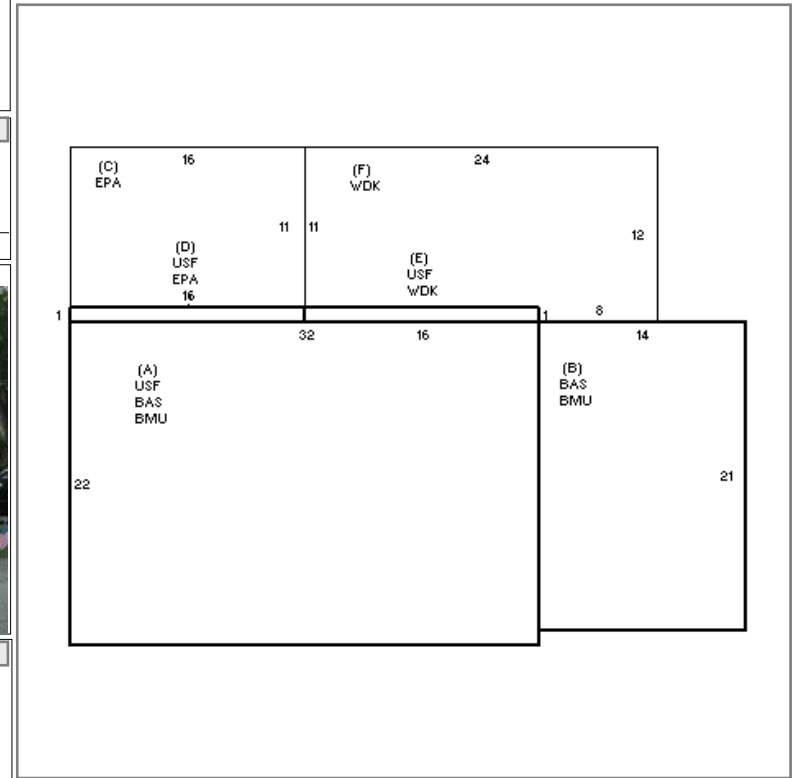 (C)
EPA
16
(F)
WDK
24
11
11
12
(D)
USF
EPA
16
(E)
USF
WDK
1
1
8
32
16
14
(A)
USF
BAS
BMU
(B)
BAS
BMU
22
21